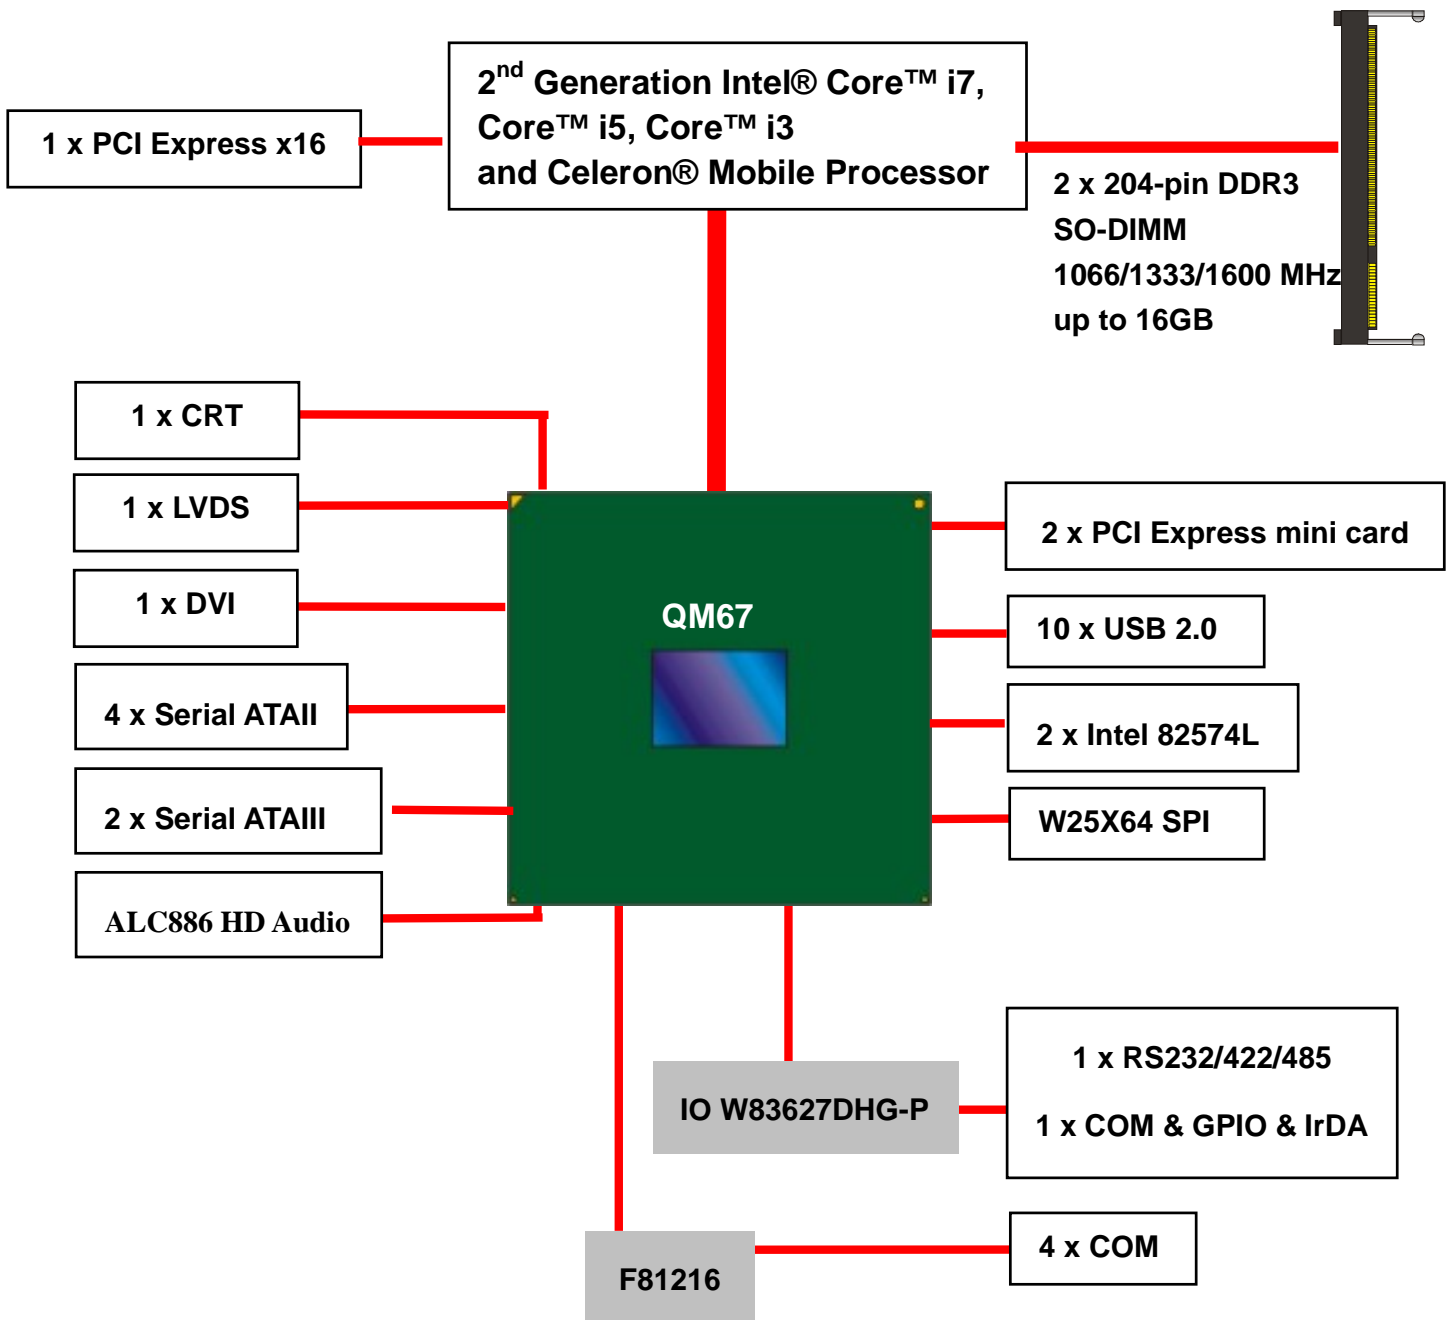 2nd Generation Intel® Core™ i7,
Core™ i5, Core™ i3
and Celeron® Mobile Processor
1 x PCI Express x16
2 x 204-pin DDR3
SO-DIMM
1066/1333/1600 MHz
up to 16GB
1 x CRT
1 x LVDS
1 x DVI
4 x Serial ATAII
2 x Serial ATAIII
ALC886 HD Audio
QM67
2 x PCI Express mini card
10 x USB 2.0
2 x Intel 82574L
W25X64 SPI
IO W83627DHG-P
1 x RS232/422/485
1 x COM & GPIO & IrDA
F81216
4 x COM